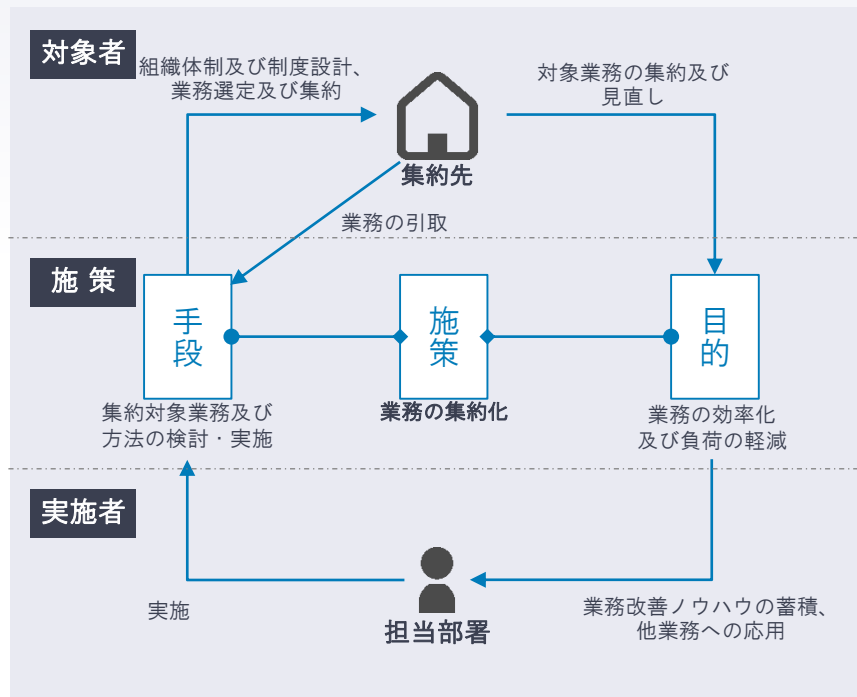 対象者
組織体制及び制度設計、
業務選定及び集約
対象業務の集約及び
見直し
集約先
業務の引取
施策
手段
施策
目的
集約対象業務及び
方法の検討・実施
業務の集約化
業務の効率化
及び負荷の軽減
実施者
実施
担当部署
業務改善ノウハウの蓄積、
他業務への応用